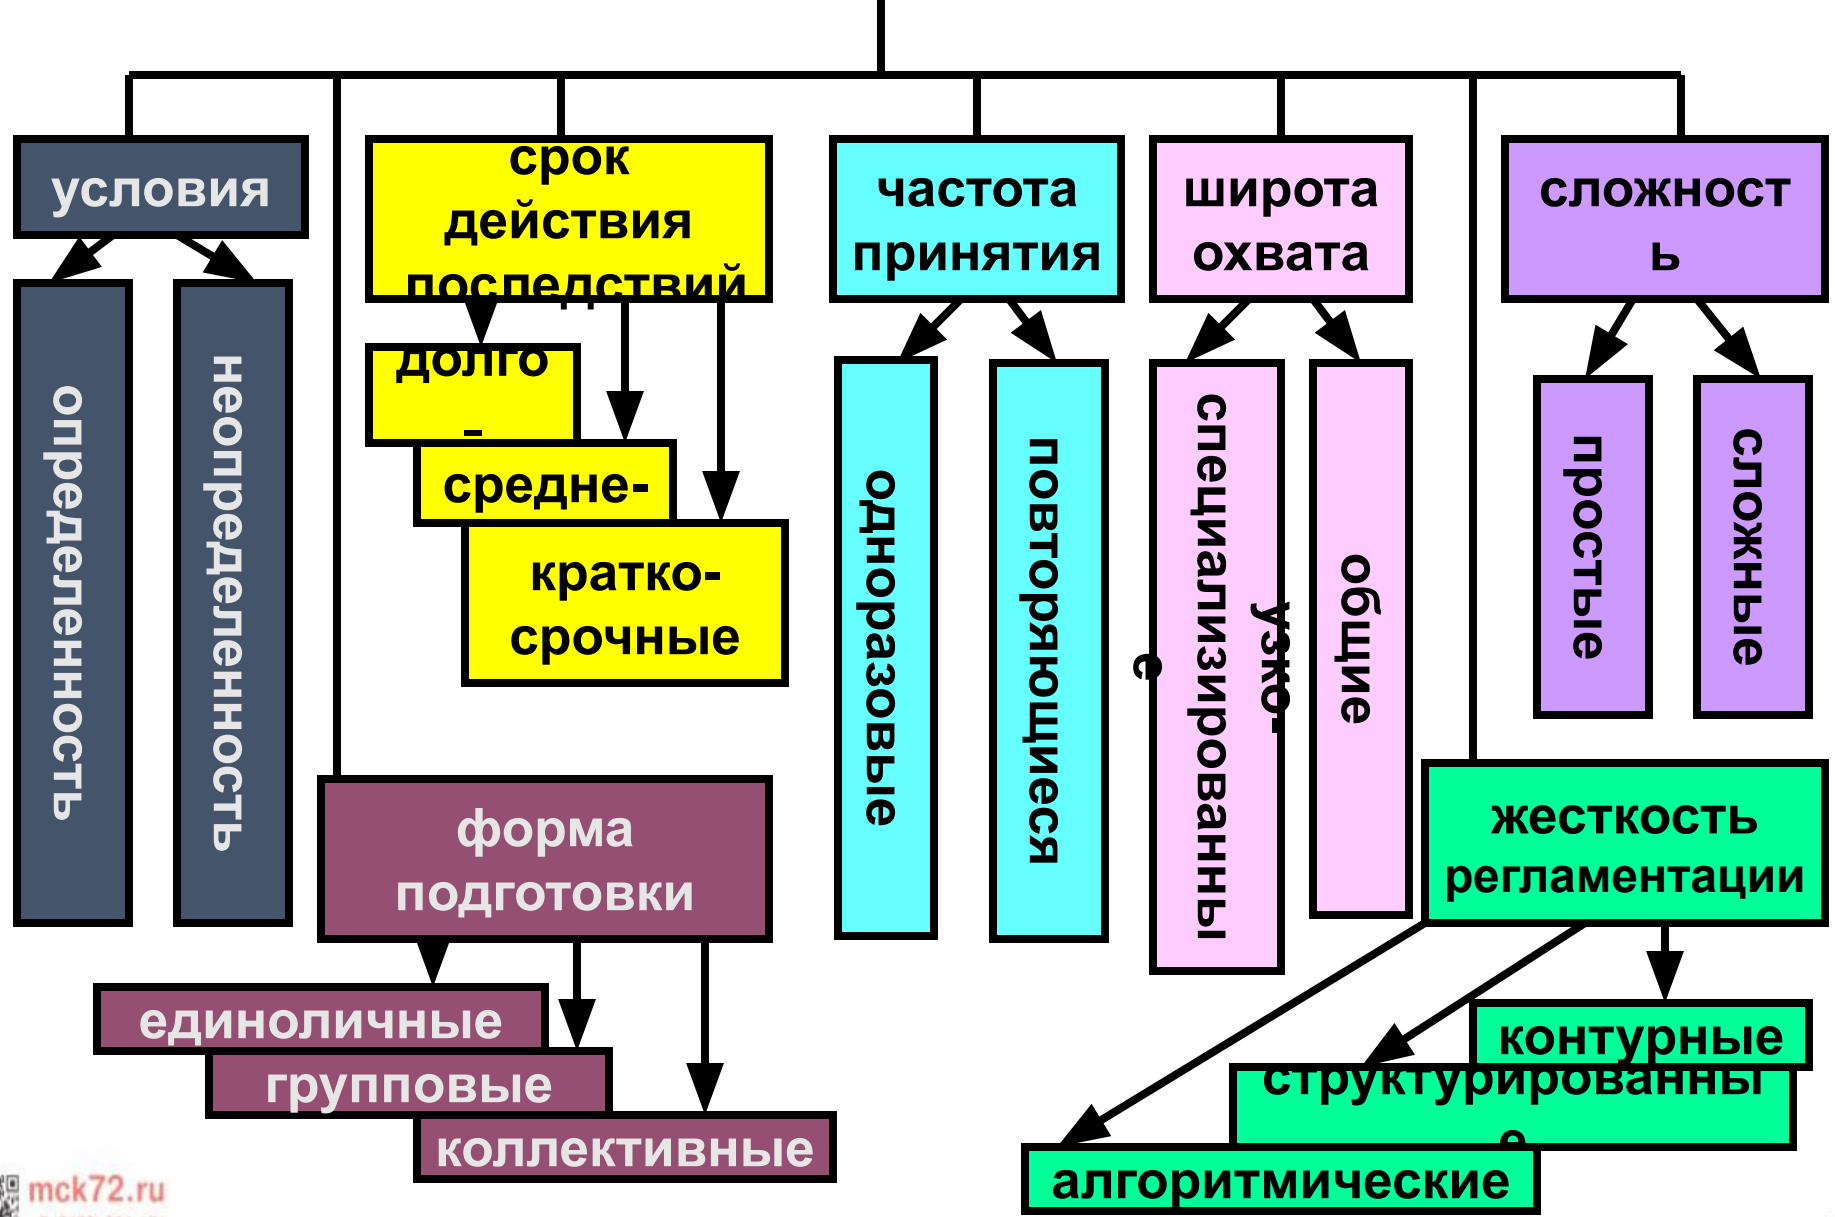 условия
определенность
неопределенность
срок
действия
последствий
долго
-
средне-
кратко-
срочные
частота
принятия
одноразовые
повторяющиеся
широта
охвата
узко-
специализированны
е
общие
сложност
ь
простые
сложные
форма
подготовки
единоличные
групповые
коллективные
жесткость
регламентации
контурные
структурированны
е
алгоритмические
mck72.ru